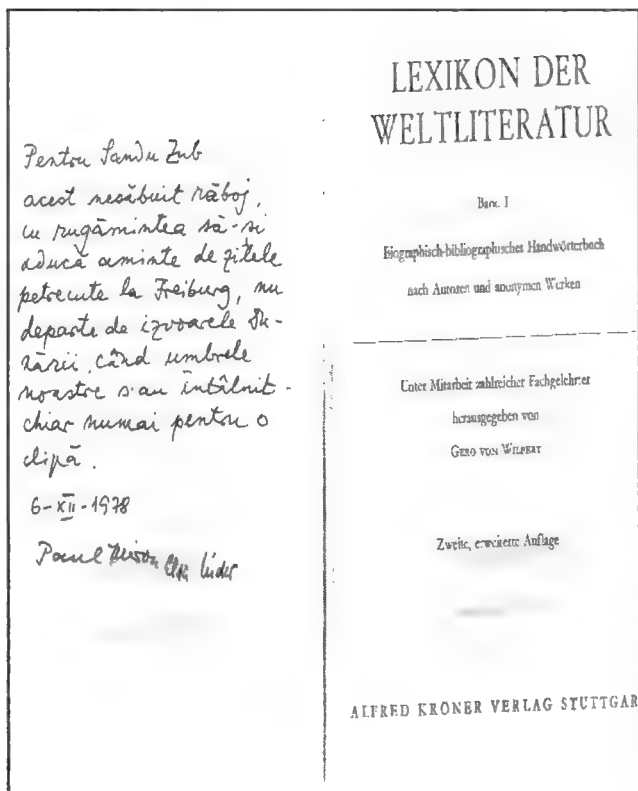 Pentru Sandu Zub
acest nesăbuit răboj,
cu rugămintea să-și
aducă aminte de zilele
petrecute la Freiburg, nu
departe de izvoarele Du-
nării, când umbrele
noastre s-au întâlnit -
chiar numai pentru o
clipă.
6-XII-1978
Paul Miron
LEXIKON DER
WELTLITERATUR
Band I
Biographisch-bibliographisches Handwörterbuch
nach Autoren und anonymen Werken
Unter Mitarbeit zahlreicher Fachgelehrter
herausgegeben von
GERO VON WILPERT
Zweite, erweiterte Auflage
ALFRED KRÖNER VERLAG STUTTGAR